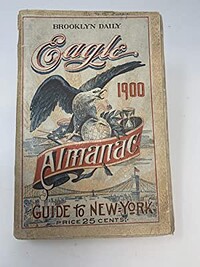 BROOKLYN DAILY
Eagle
1900
Almanac
GUIDE to NEW-YORK.
PRICE 25 CENTS.